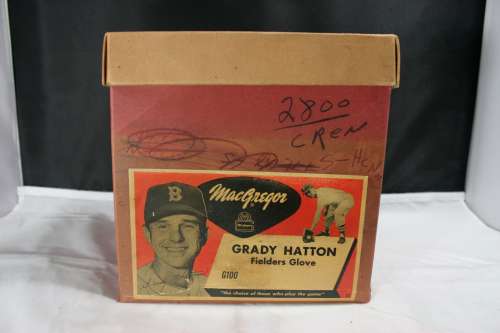 2800
CREN
B
MacGregor
GRADY HATTON
Fielders Glove
G100
"the choice of those who play the game"